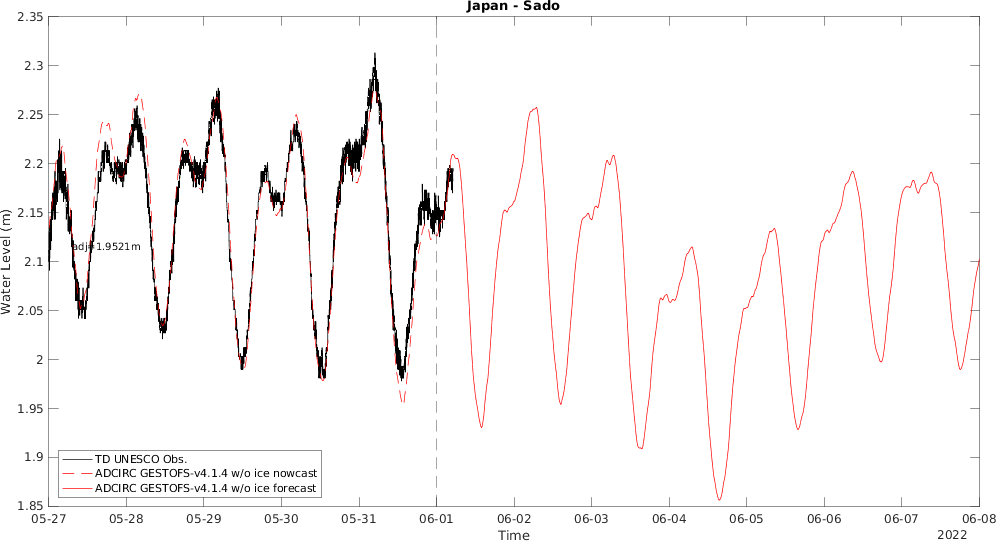 Japan - Sado
2.35
2.3
2.25
2.2
2.15
2.1
2.05
2
1.95
1.9
1.85
Water Level (m)
adj=1.9521m
TD UNESCO Obs.
ADCIRC GESTOFS-v4.1.4 w/o ice nowcast
ADCIRC GESTOFS-v4.1.4 w/o ice forecast
05-27 05-28 05-29 05-30 05-31 06-01 06-02 06-03 06-04 06-05 06-06 06-07 06-08
Time
2022